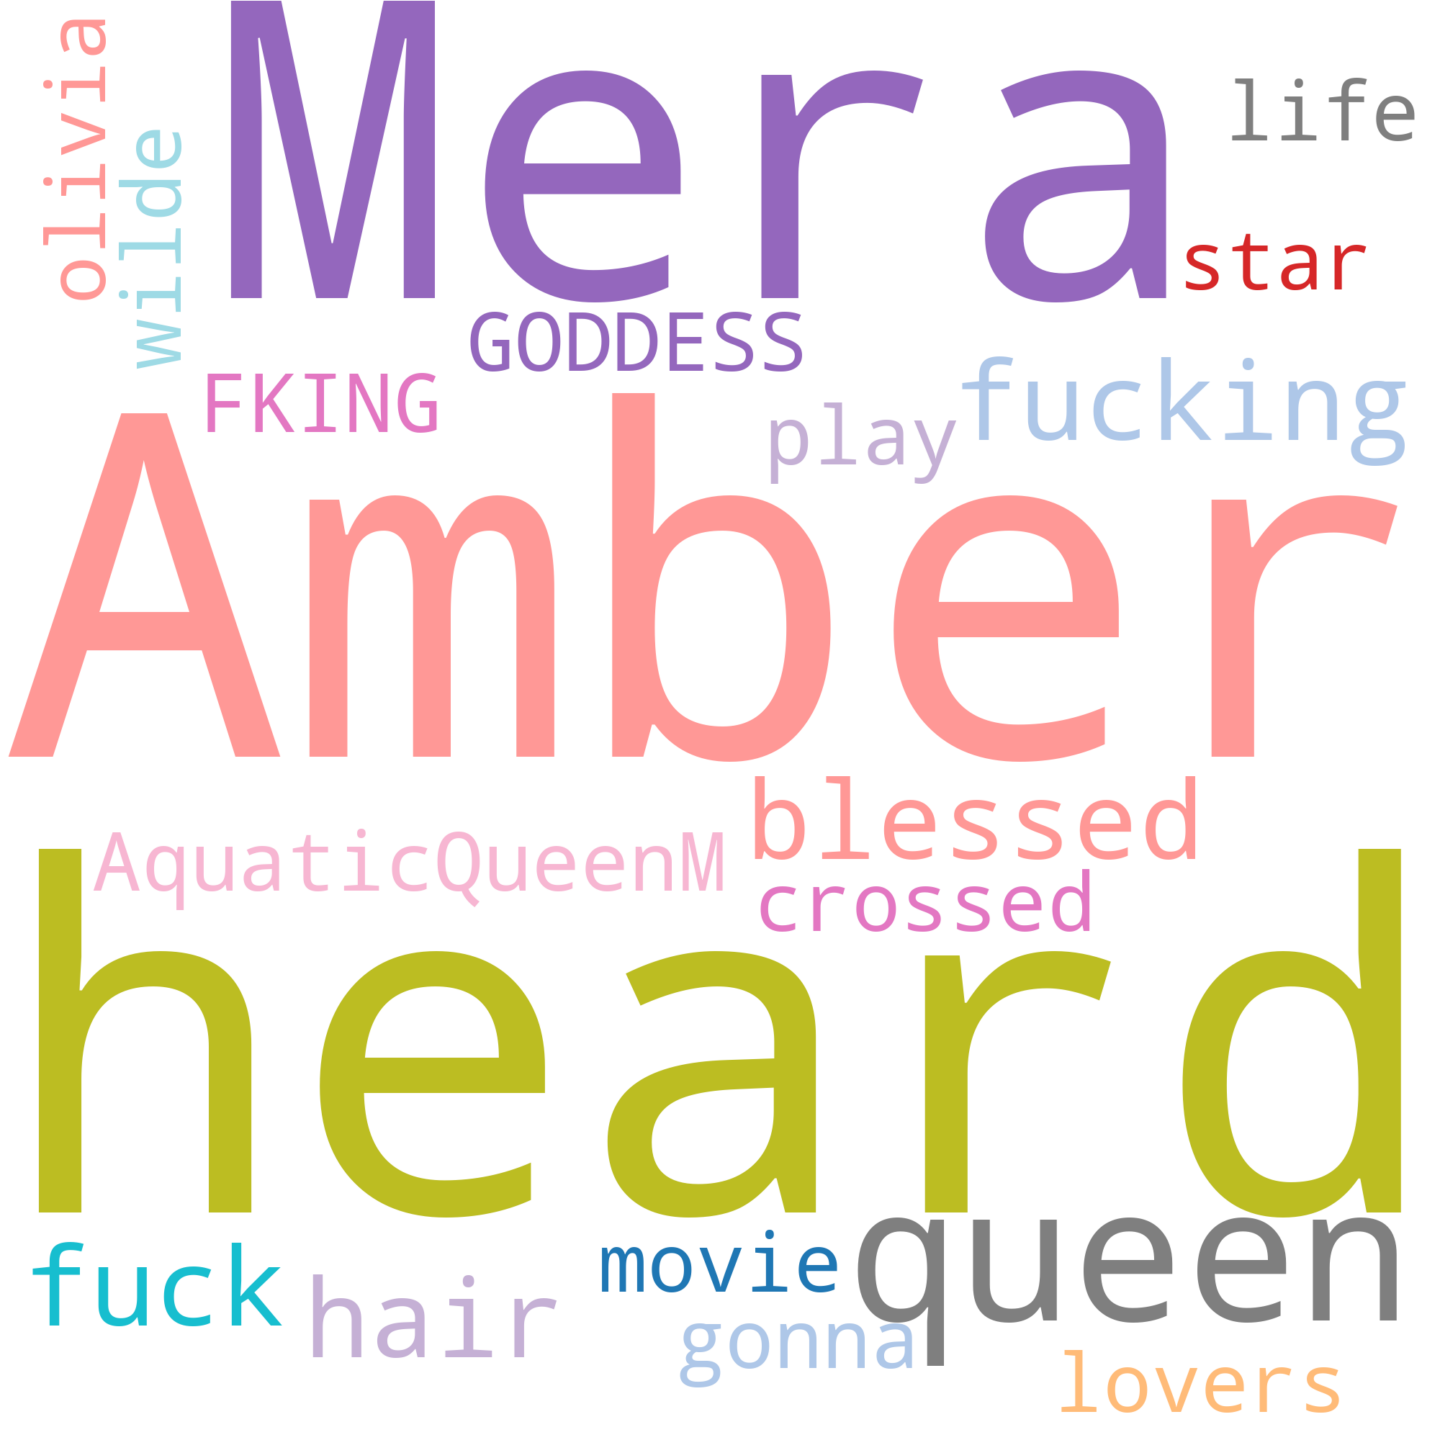 olivia
wilde
Mera
life
star
GODDESS
FKING
fucking
play
Amber
blessed
AquaticQueenM
crossed
heard
queen
movie
fuck
hair
gonna
lovers